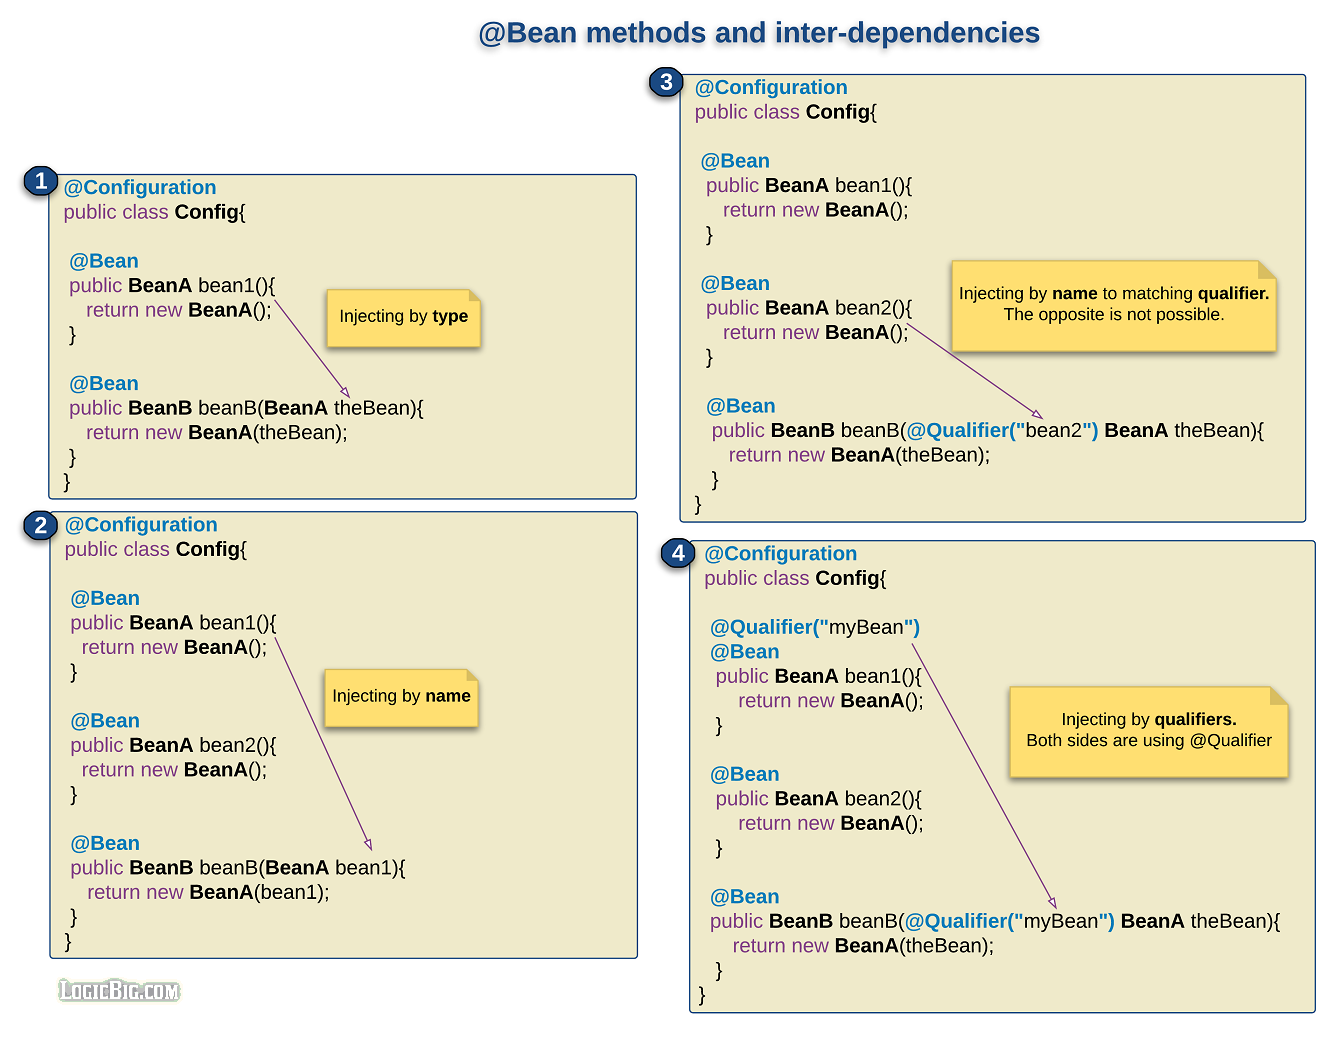 @Bean methods and inter-dependencies
1
@Configuration
public class Config{
@Bean
public BeanA bean1(){
return new BeanA();
}
Injecting by type
@Bean
public BeanB beanB(BeanA theBean){
return new BeanA(theBean);
}
}
2
@Configuration
public class Config{
@Bean
public BeanA bean1(){
return new BeanA();
}
Injecting by name
@Bean
public BeanA bean2(){
return new BeanA();
}
@Bean
public BeanB beanB(BeanA bean1){
return new BeanA(bean1);
}
}
3
@Configuration
public class Config{
@Bean
public BeanA bean1(){
return new BeanA();
}
@Bean
public BeanA bean2(){
return new BeanA();
}
Injecting by name to matching qualifier.
The opposite is not possible.
@Bean
public BeanB beanB(@Qualifier("bean2") BeanA theBean){
return new BeanA(theBean);
}
}
4
@Configuration
public class Config{
@Qualifier("myBean")
@Bean
public BeanA bean1(){
return new BeanA();
}
Injecting by qualifiers.
Both sides are using @Qualifier
@Bean
public BeanA bean2(){
return new BeanA();
}
@Bean
public BeanB beanB(@Qualifier("myBean") BeanA theBean){
return new BeanA(theBean);
}
}
LogicBig.com